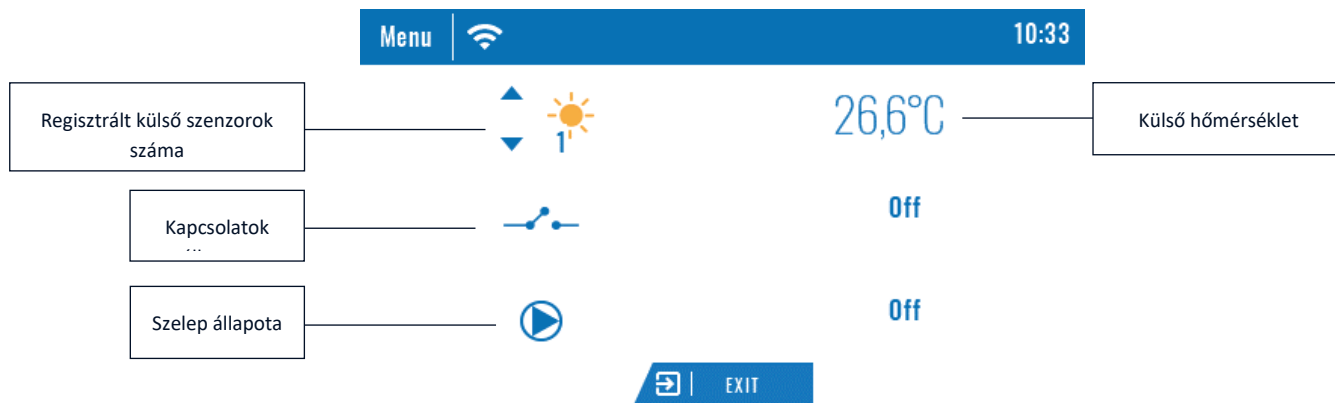 Menu 10:33
Regisztrált külső szenzorok
száma
1
26,6°C
Külső hőmérséklet
Kapcsolatok
Off
Szelep állapota
Off
EXIT